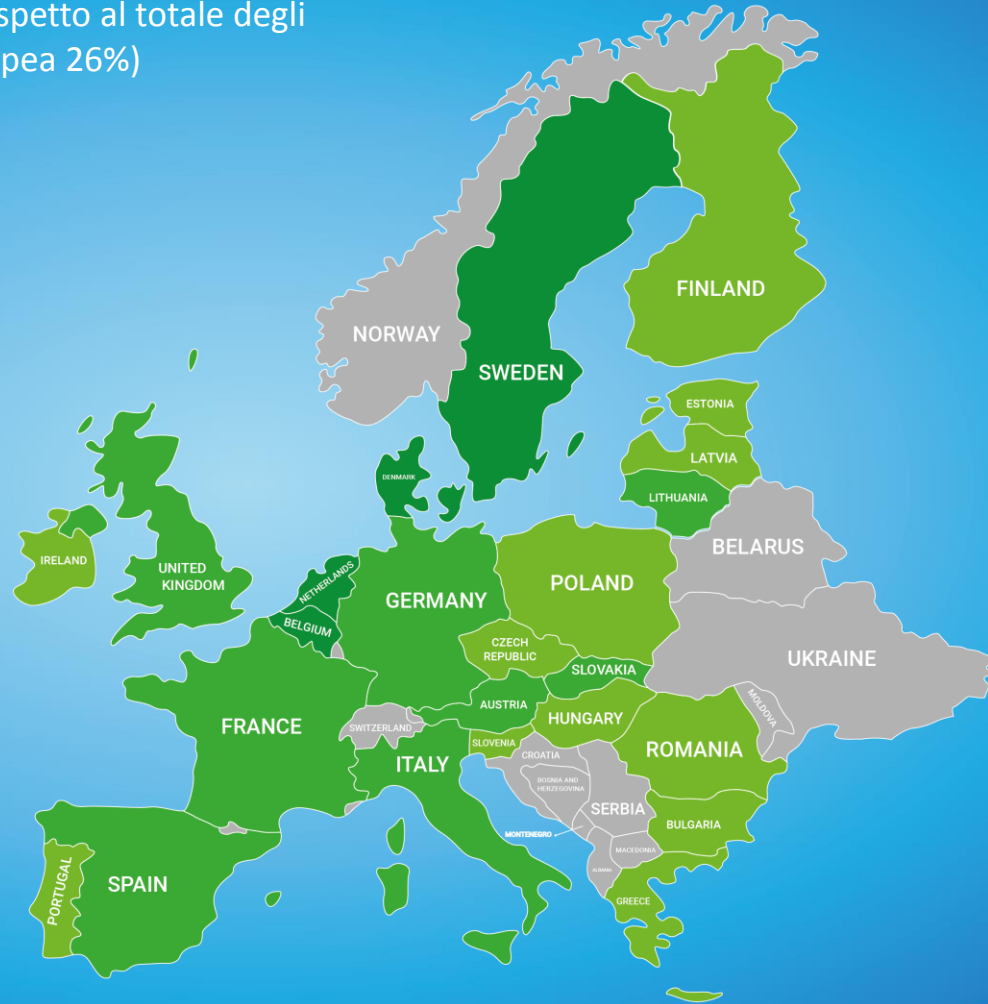 spetto al totale degli
pea 26%)
FINLAND
NORWAY
SWEDEN
ESTONIA
LATVIA
DENMARK
LITHUANIA
BELARUS
IRELAND
UNITED
KINGDOM
NETHERLANDS
BELGIUM
GERMANY
POLAND
CZECH
REPUBLIC
SLOVAKIA
UKRAINE
AUSTRIA
HUNGARY
MOLDOVA
FRANCE
SWITZERLAND
SLOVENIA
ROMANIA
ITALY
CROATIA
BOSNIA AND
HERZEGOVINA
SERBIA
BULGARIA
MONTENEGRO
MACEDONIA
ALBANIA
SPAIN
PORTUGAL
GREECE